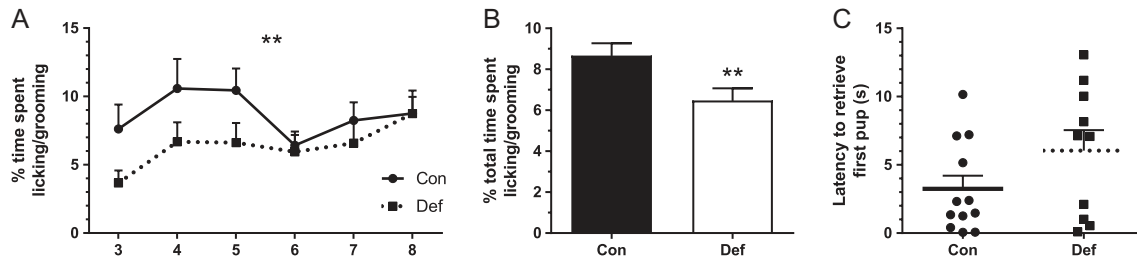 A
% time spent
licking/grooming
15
10
5
0
**
Con
Def
3 4 5 6 7 8
B
% total time spent
licking/grooming
10
8
6
4
2
0
**
Con Def
C
Latency to retrieve
first pup (s)
15
10
5
0
Con Def